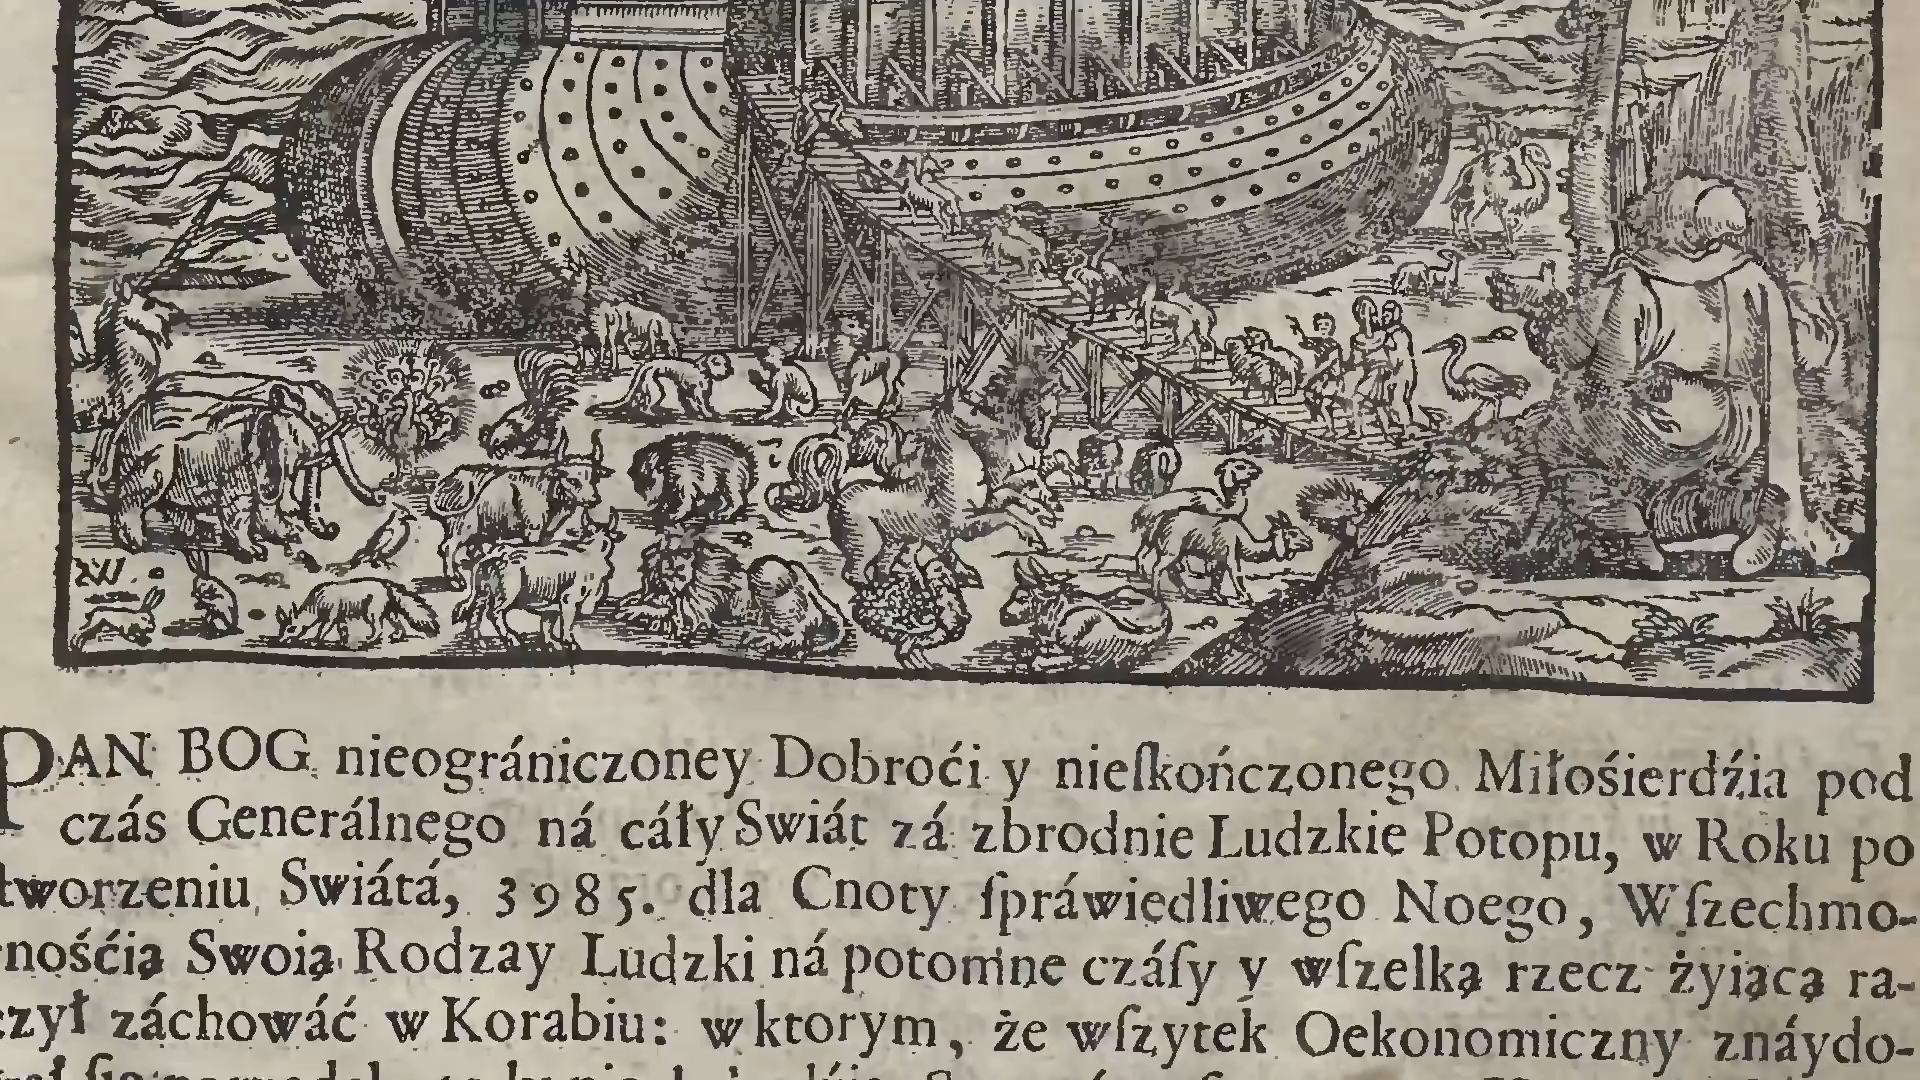 PAN BOG nieográniczoney Dobroći y nieſkończonego Miłośierdźia pod
czás Generálnego ná cáły Swiát zá zbrodnie Ludzkie Potopu, w Roku po
tworzeniu Swiátá, 3985. dla Cnoty ſpráwiedliwego Noego, Wſzechmo-
nośćią Swoią Rodzay Ludzki ná potomne czáſy y wſzelką rzecz żyiącą ra-
czył záchowáć w Korabiu: w ktorym, że wſzytek Oekonomiczny znáydo-